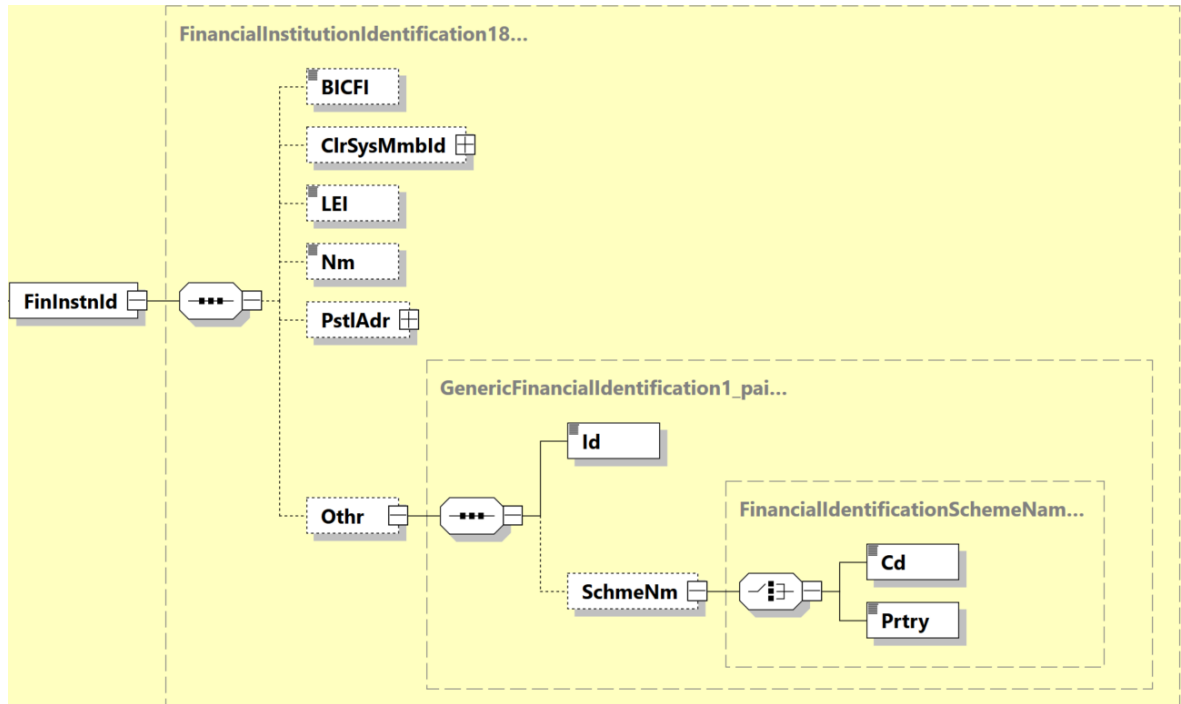 FinancialInstitutionIdentification18...
BICFI
ClrSysMmbId
LEI
Nm
FinInstnId
PstlAdr
GenericFinancialIdentification1_pai...
Id
Othr
FinancialIdentificationSchemeNam...
Cd
SchmeNm
Prtry